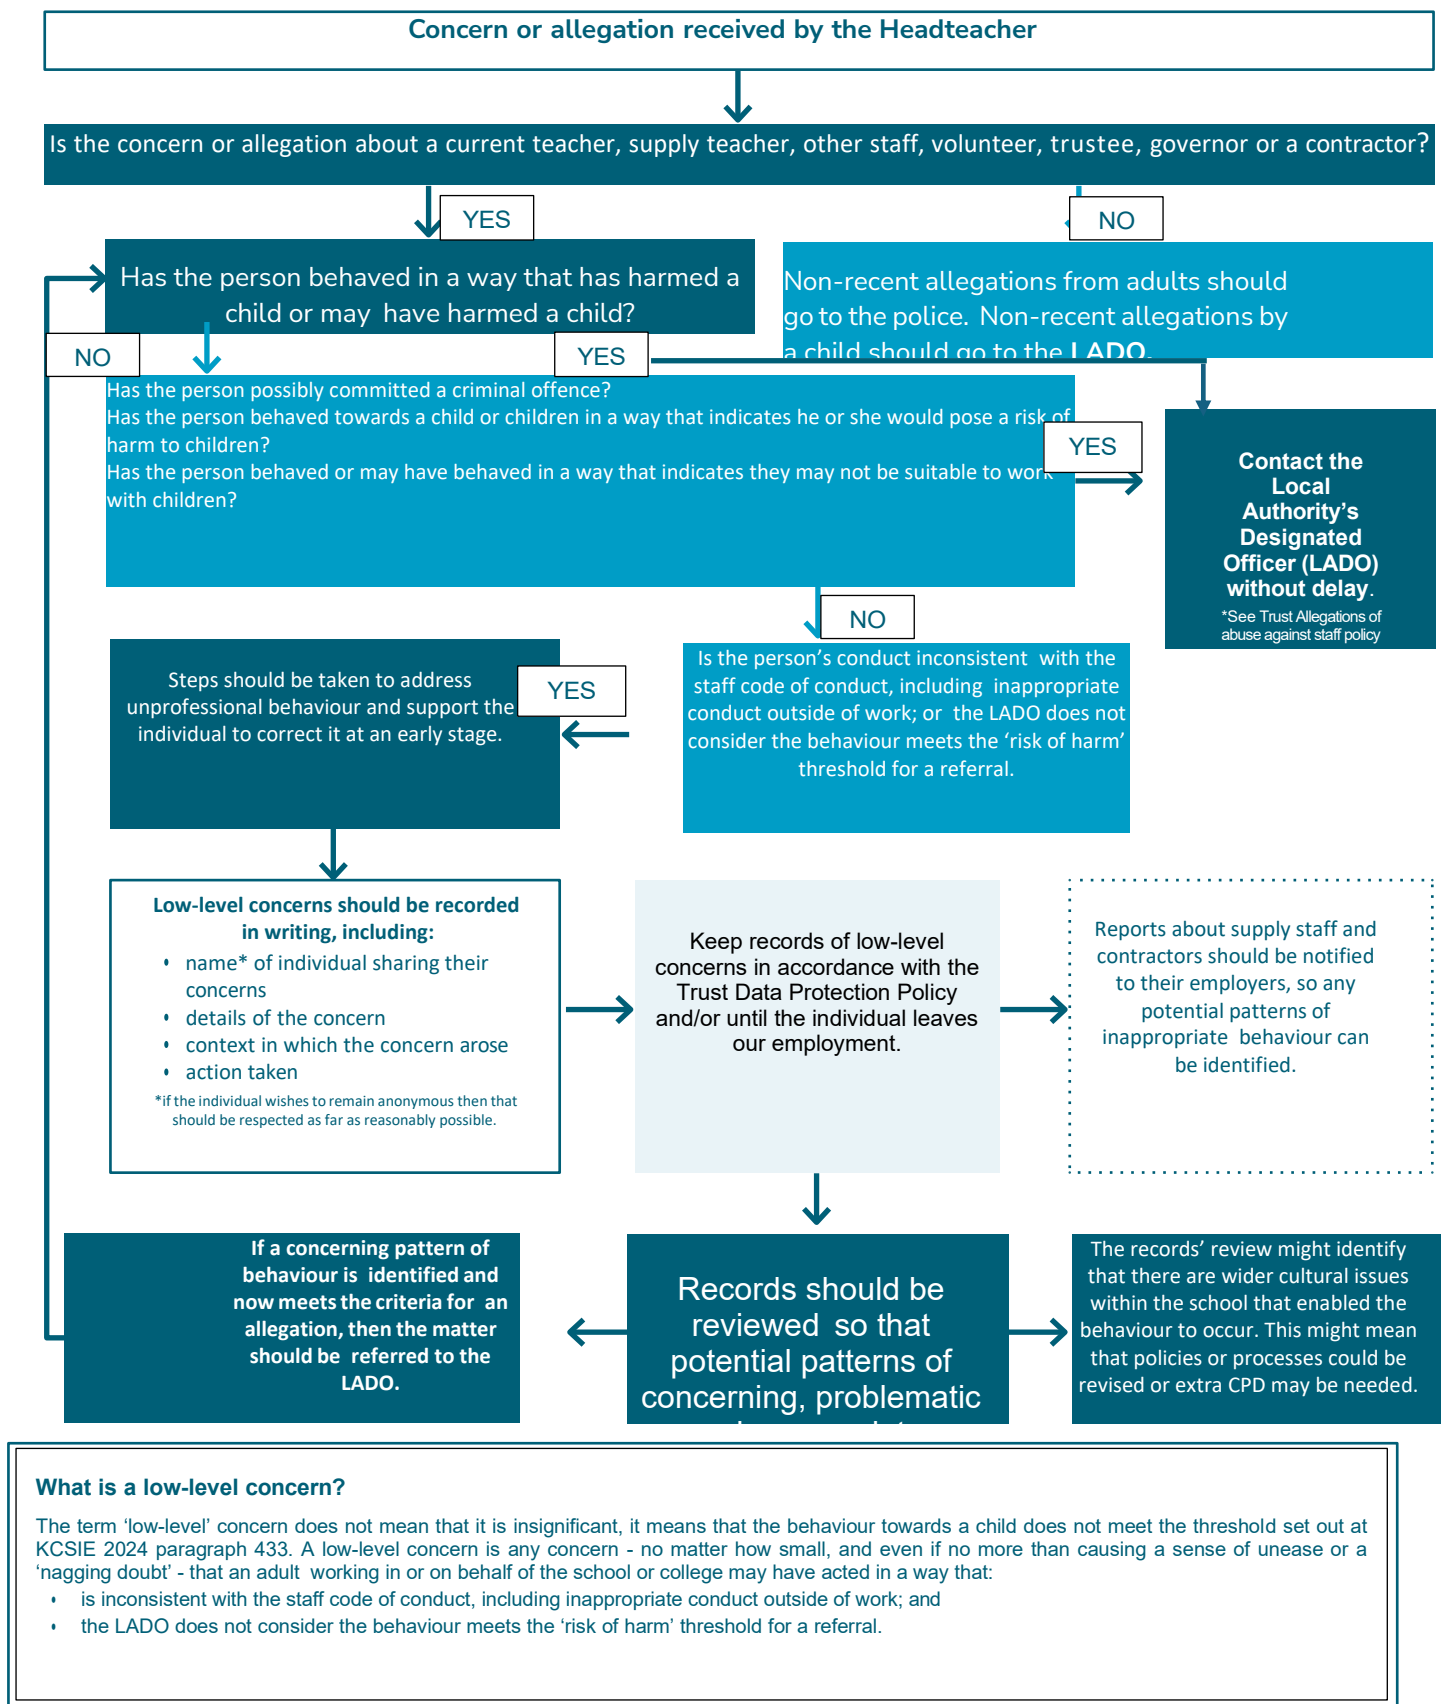 Concern or allegation received by the Headteacher
Is the concern or allegation about a current teacher, supply teacher, other staff, volunteer, trustee, governor or a contractor?
YES
NO
Has the person behaved in a way that has harmed a
child or may have harmed a child?
Non-recent allegations from adults should
go to the police. Non-recent allegations by
a child should go to the LADO.
NO
YES
Has the person possibly committed a criminal offence?
Has the person behaved towards a child or children in a way that indicates he or she would pose a risk of
harm to children?
Has the person behaved or may have behaved in a way that indicates they may not be suitable to work
with children?
YES
Contact the
Local
Authority’s
Designated
Officer (LADO)
without delay.
*See Trust Allegations of
abuse against staff policy
NO
Steps should be taken to address
unprofessional behaviour and support the
individual to correct it at an early stage.
YES
Is the person’s conduct inconsistent with the
staff code of conduct, including inappropriate
conduct outside of work; or the LADO does not
consider the behaviour meets the ‘risk of harm’
threshold for a referral.
Low-level concerns should be recorded
in writing, including:
• name* of individual sharing their
concerns
• details of the concern
• context in which the concern arose
• action taken
*if the individual wishes to remain anonymous then that
should be respected as far as reasonably possible.
Keep records of low-level
concerns in accordance with the
Trust Data Protection Policy
and/or until the individual leaves
our employment.
Reports about supply staff and
contractors should be notified
to their employers, so any
potential patterns of
inappropriate behaviour can
be identified.
If a concerning pattern of
behaviour is identified and
now meets the criteria for an
allegation, then the matter
should be referred to the
LADO.
Records should be
reviewed so that
potential patterns of
concerning, problematic
The records’ review might identify
that there are wider cultural issues
within the school that enabled the
behaviour to occur. This might mean
that policies or processes could be
revised or extra CPD may be needed.
What is a low-level concern?
The term ‘low-level’ concern does not mean that it is insignificant, it means that the behaviour towards a child does not meet the threshold set out at
KCSIE 2024 paragraph 433. A low-level concern is any concern - no matter how small, and even if no more than causing a sense of unease or a
‘nagging doubt’ - that an adult working in or on behalf of the school or college may have acted in a way that:
• is inconsistent with the staff code of conduct, including inappropriate conduct outside of work; and
• the LADO does not consider the behaviour meets the ‘risk of harm’ threshold for a referral.